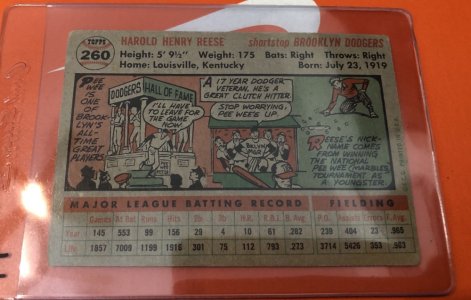 TOPPS
260
HAROLD HENRY REESE shortstop BROOKLYN DODGERS
Height: 5' 9½" Weight: 175 Bats: Right Throws: Right
Home: Louisville, Kentucky Born: July 23, 1919
PEE WEE IS ONE OF BROOK-LYN'S ALL-TIME GREAT PLAYERS.
DODGERS HALL OF FAME
I'LL HAVE TO LEAVE FOR THE GAME NOW!
A 17 YEAR DODGER VETERAN, HE'S A GREAT CLUTCH HITTER.
STOP WORRYING, PEE WEE'S UP.
REESE'S NICK-NAME COMES FROM WINNING THE NATIONAL PEE WEE (MARBLES) TOURNAMENT AS A YOUNGSTER.
MAJOR LEAGUE BATTING RECORD FIELDING
Games At Bat Runs Hits 2b 3b H.R. R.B.I. B.Avg. P.O. Assists Errors F.Avg.
Year 145 553 99 156 29 4 10 61 .282 239 404 23 .965
Life 1857 7009 1199 1916 301 75 112 793 .273 3714 5426 353 .963